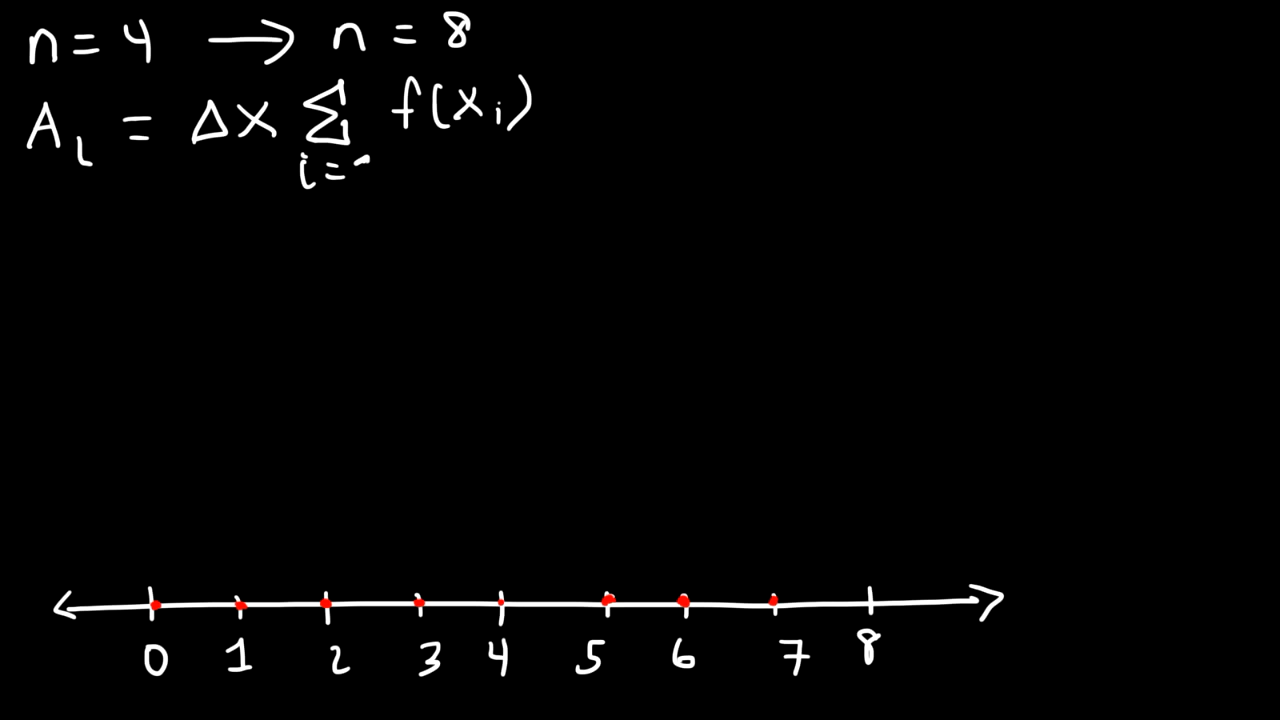 n = 4 → n = 8
A_L = Δx ∑ f(x_i)
i =
0 1 2 3 4 5 6 7 8